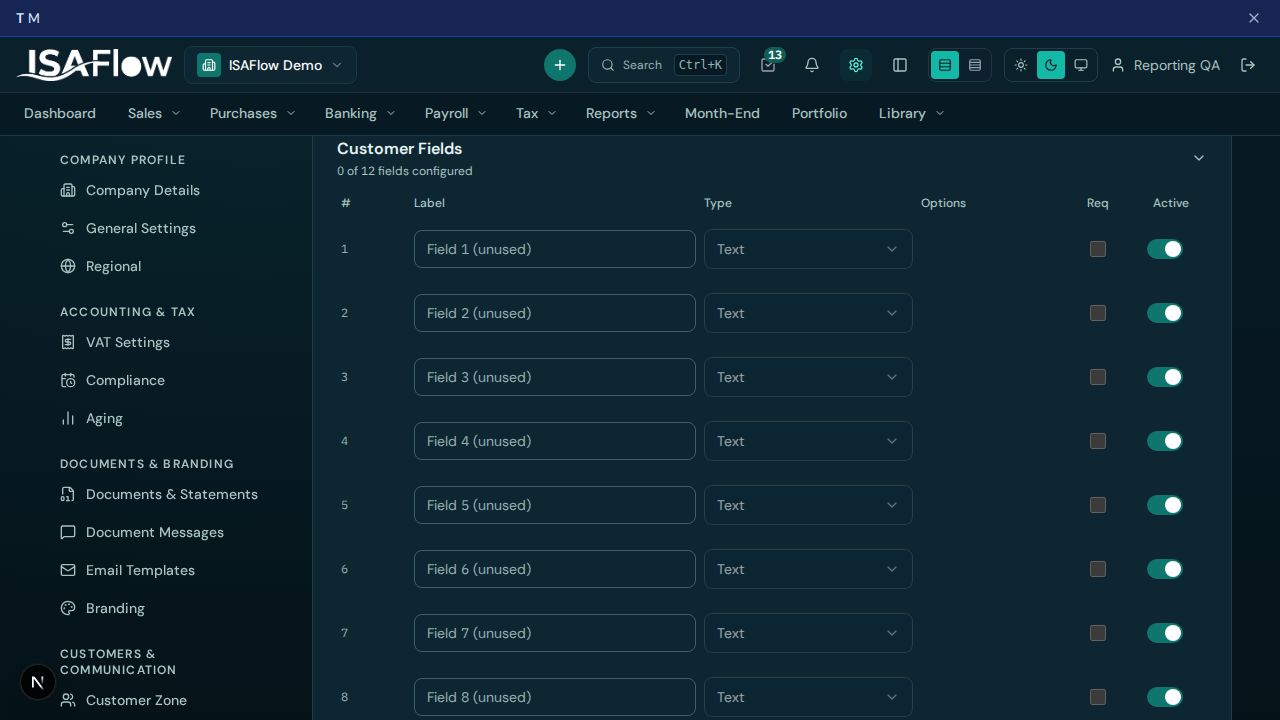 T M
ISAFlow
ISAFlow Demo
Search Ctrl+K
13
Reporting QA
Dashboard Sales Purchases Banking Payroll Tax Reports Month-End Portfolio Library
COMPANY PROFILE
Company Details
General Settings
Regional
ACCOUNTING & TAX
VAT Settings
Compliance
Aging
DOCUMENTS & BRANDING
Documents & Statements
Document Messages
Email Templates
Branding
CUSTOMERS &
COMMUNICATION
Customer Zone
N
Customer Fields
0 of 12 fields configured
# Label Type Options Req Active
1 Field 1 (unused) Text
2 Field 2 (unused) Text
3 Field 3 (unused) Text
4 Field 4 (unused) Text
5 Field 5 (unused) Text
6 Field 6 (unused) Text
7 Field 7 (unused) Text
8 Field 8 (unused) Text